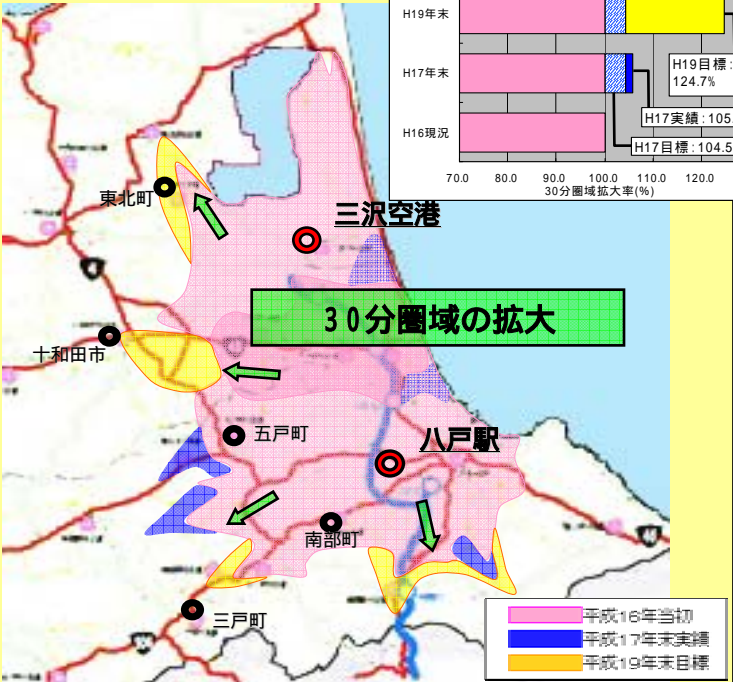 H19年末
H17年末
H16現況
H19目標:
124.7%
H17実績:105.
H17目標:104.5
70.0 80.0 90.0 100.0 110.0 120.0
30分圏域拡大率(%)
東北町
三沢空港
30分圏域の拡大
十和田市
五戸町
八戸駅
南部町
三戸町
平成16年当初
平成17年末実績
平成19年末目標